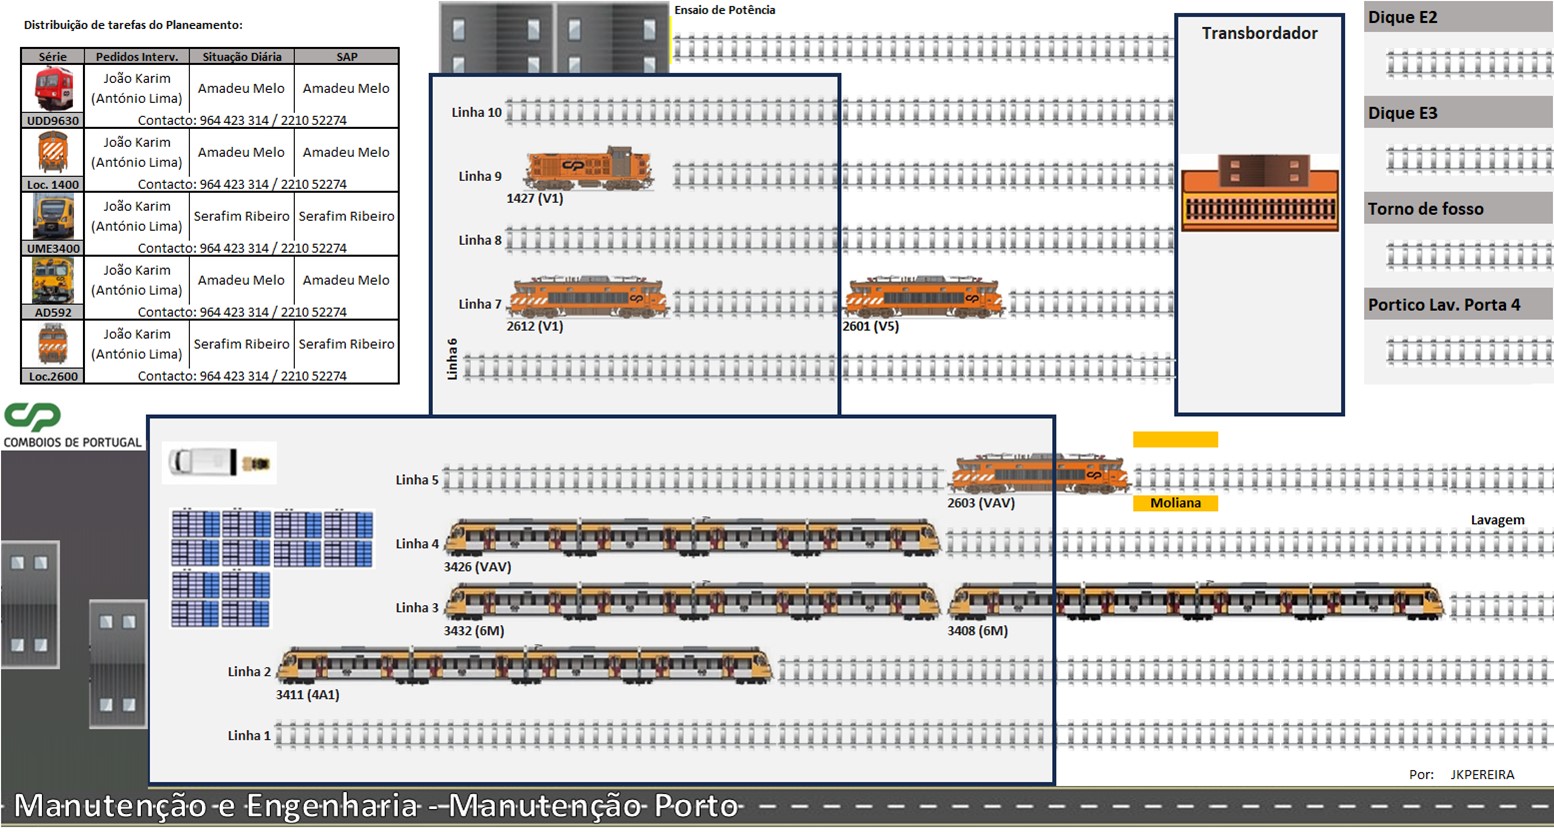 Distribuição de tarefas do Planeamento:
Série Pedidos Interv. Situação Diária SAP
UDD9630 João Karim (António Lima) Amadeu Melo Amadeu Melo
Contacto: 964 423 314 / 2210 52274
Loc. 1400 João Karim (António Lima) Amadeu Melo Amadeu Melo
Contacto: 964 423 314 / 2210 52274
UME3400 João Karim (António Lima) Serafim Ribeiro Serafim Ribeiro
Contacto: 964 423 314 / 2210 52274
AD592 João Karim (António Lima) Amadeu Melo Amadeu Melo
Contacto: 964 423 314 / 2210 52274
Loc.2600 João Karim (António Lima) Serafim Ribeiro Serafim Ribeiro
Contacto: 964 423 314 / 2210 52274
CP
COMBOIOS DE PORTUGAL
Ensaio de Potência
Linha 10
Linha 9
1427 (V1)
Linha 8
Linha 7
2612 (V1)
2601 (V5)
Linha 6
Transbordador
Dique E2
Dique E3
Torno de fosso
Portico Lav. Porta 4
Linha 5
2603 (VAV)
Moliana
Lavagem
Linha 4
3426 (VAV)
Linha 3
3432 (6M)
3408 (6M)
Linha 2
3411 (4A1)
Linha 1
Por: JKPEREIRA
Manutenção e Engenharia - Manutenção Porto